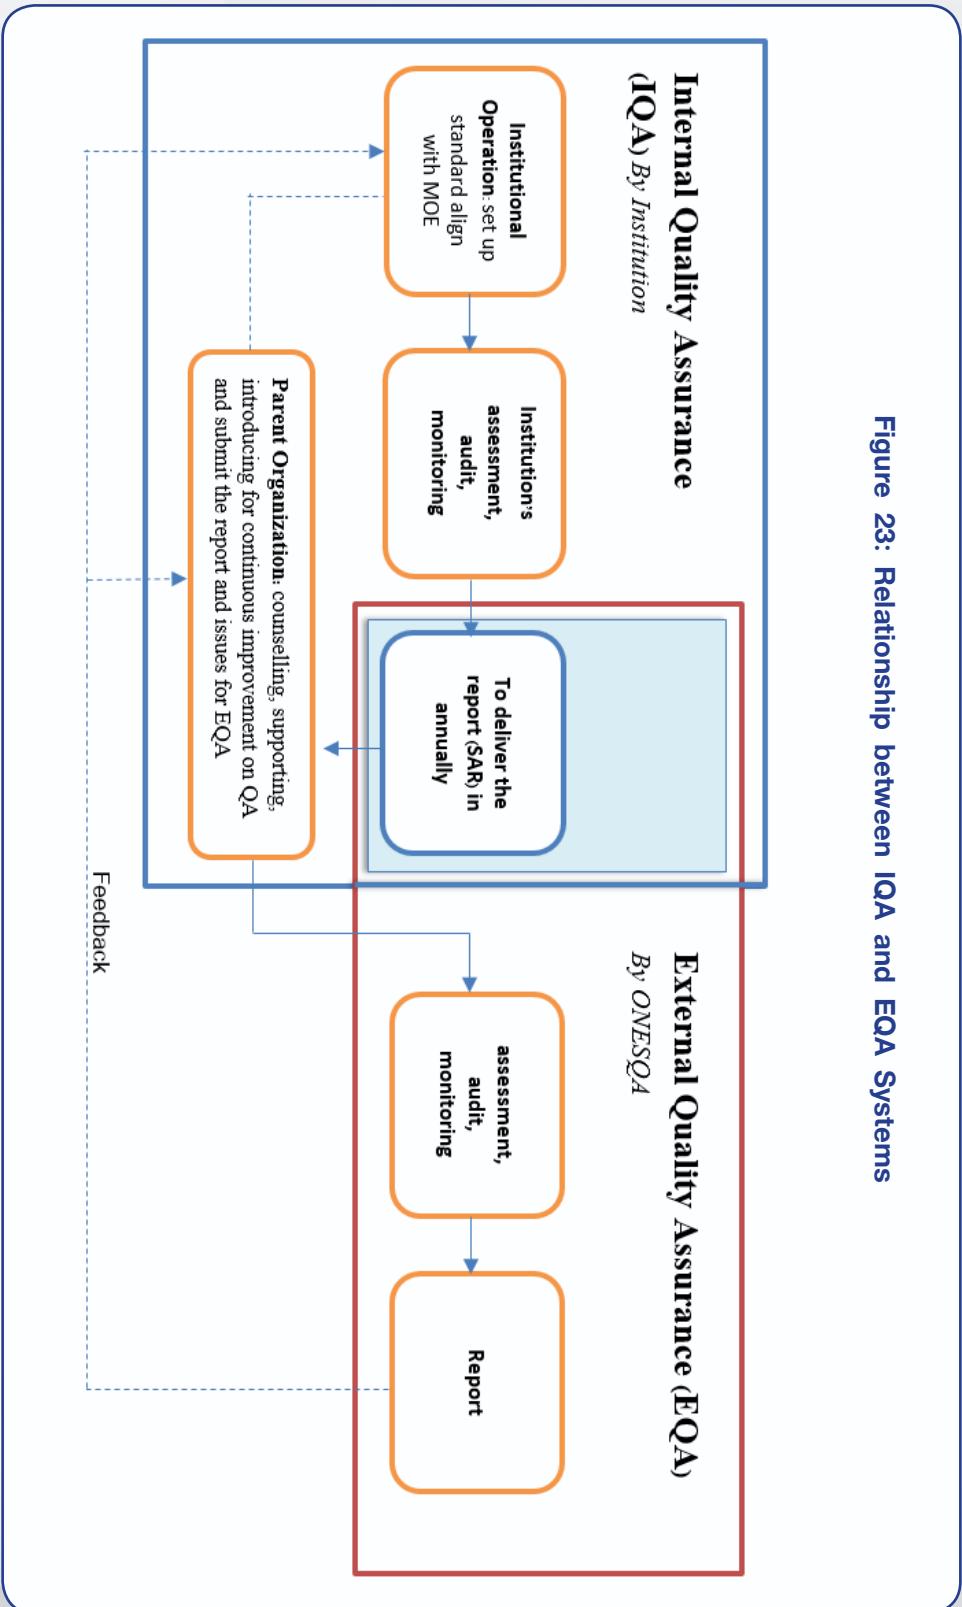 Figure 23: Relationship between IQA and EQA Systems
Internal Quality Assurance
(IQA) By Institution
Institutional
Operation: set up
standard align
with MOE
Institution's
assessment,
audit,
monitoring
To deliver the
report (SAR) in
annually
Parent Organization: counselling, supporting,
introducing for continuous improvement on QA
and submit the report and issues for EQA
External Quality Assurance (EQA)
By ONESQA
assessment,
audit,
monitoring
Report
Feedback